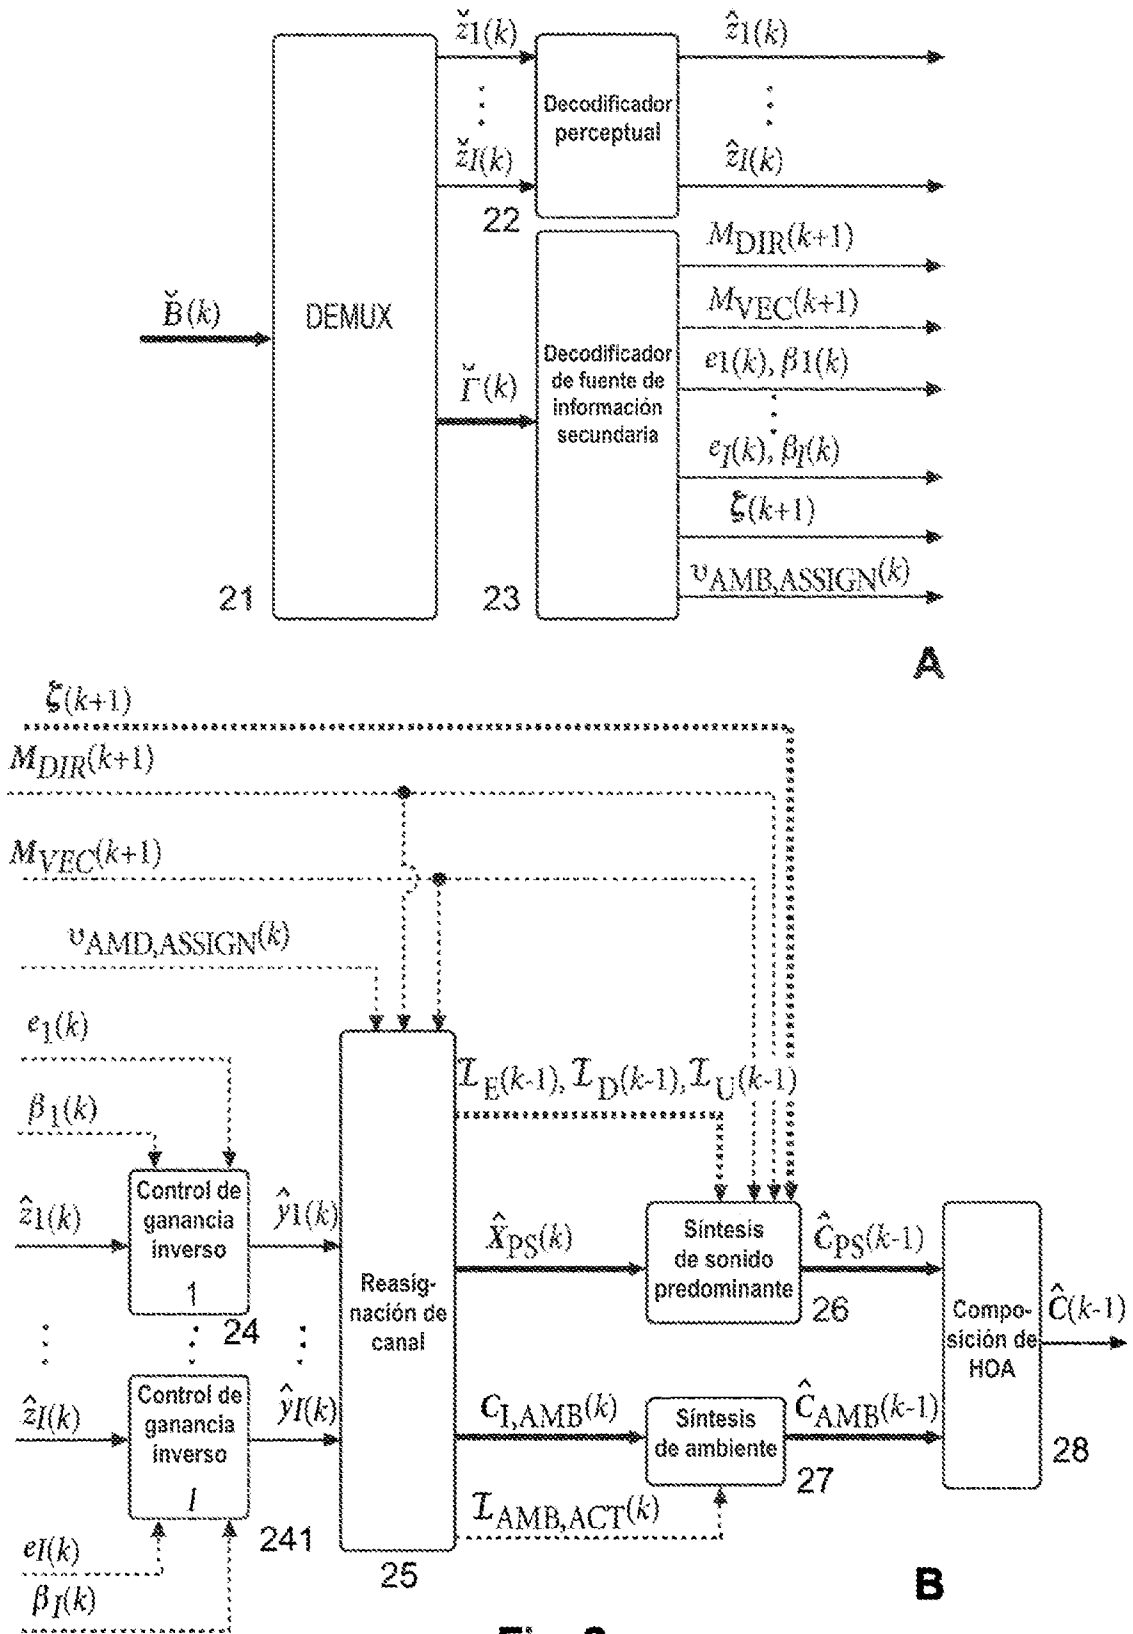 ž1(k)
ẑ1(k)
Decodificador
perceptual
žI(k)
ẑI(k)
22
MDIR(k+1)
B̌(k)
DEMUX
MVEC(k+1)
Decodificador
de fuente de
información
secundaria
Γ̌(k)
e1(k), β1(k)
eI(k), βI(k)
ζ(k+1)
υAMB,ASSIGN(k)
21
23
A
ζ(k+1)
MDIR(k+1)
MVEC(k+1)
υAMD,ASSIGN(k)
e1(k)
β1(k)
IE(k-1), ID(k-1), IU(k-1)
ẑ1(k)
Control de
ganancia
inverso
1
24
ŷ1(k)
Reasig-
nación de
canal
X̂PS(k)
Síntesis
de sonido
predominante
26
ĈPS(k-1)
Compo-
sición de
HOA
Ĉ(k-1)
ẑI(k)
Control de
ganancia
inverso
I
241
ŷI(k)
CI,AMB(k)
Síntesis
de ambiente
27
ĈAMB(k-1)
28
IAMB,ACT(k)
eI(k)
βI(k)
25
B